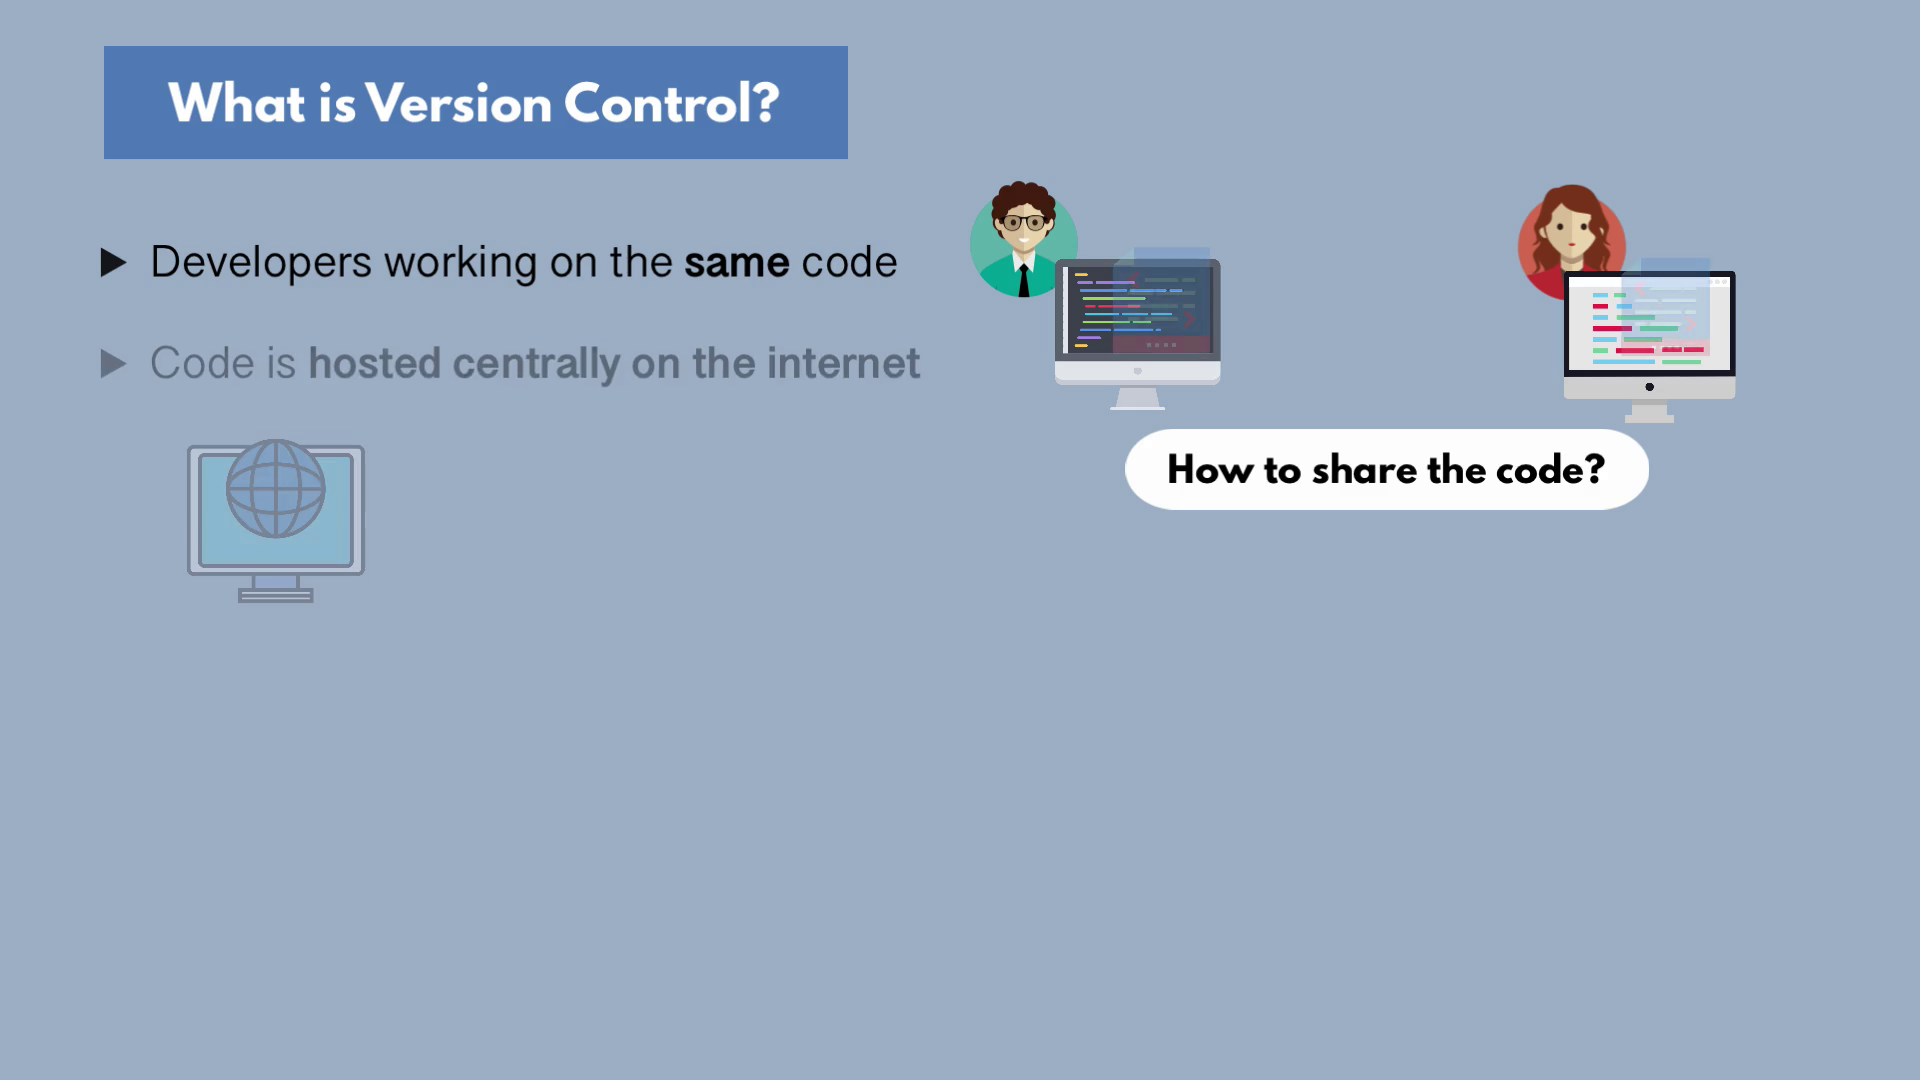 What is Version Control?
Developers working on the same code
Code is hosted centrally on the internet
How to share the code?